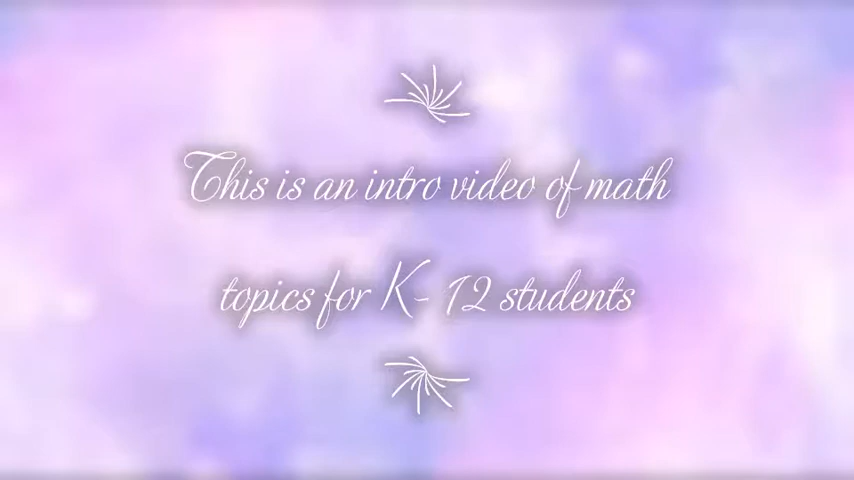 This is an intro video of math
topics for K- 12 students